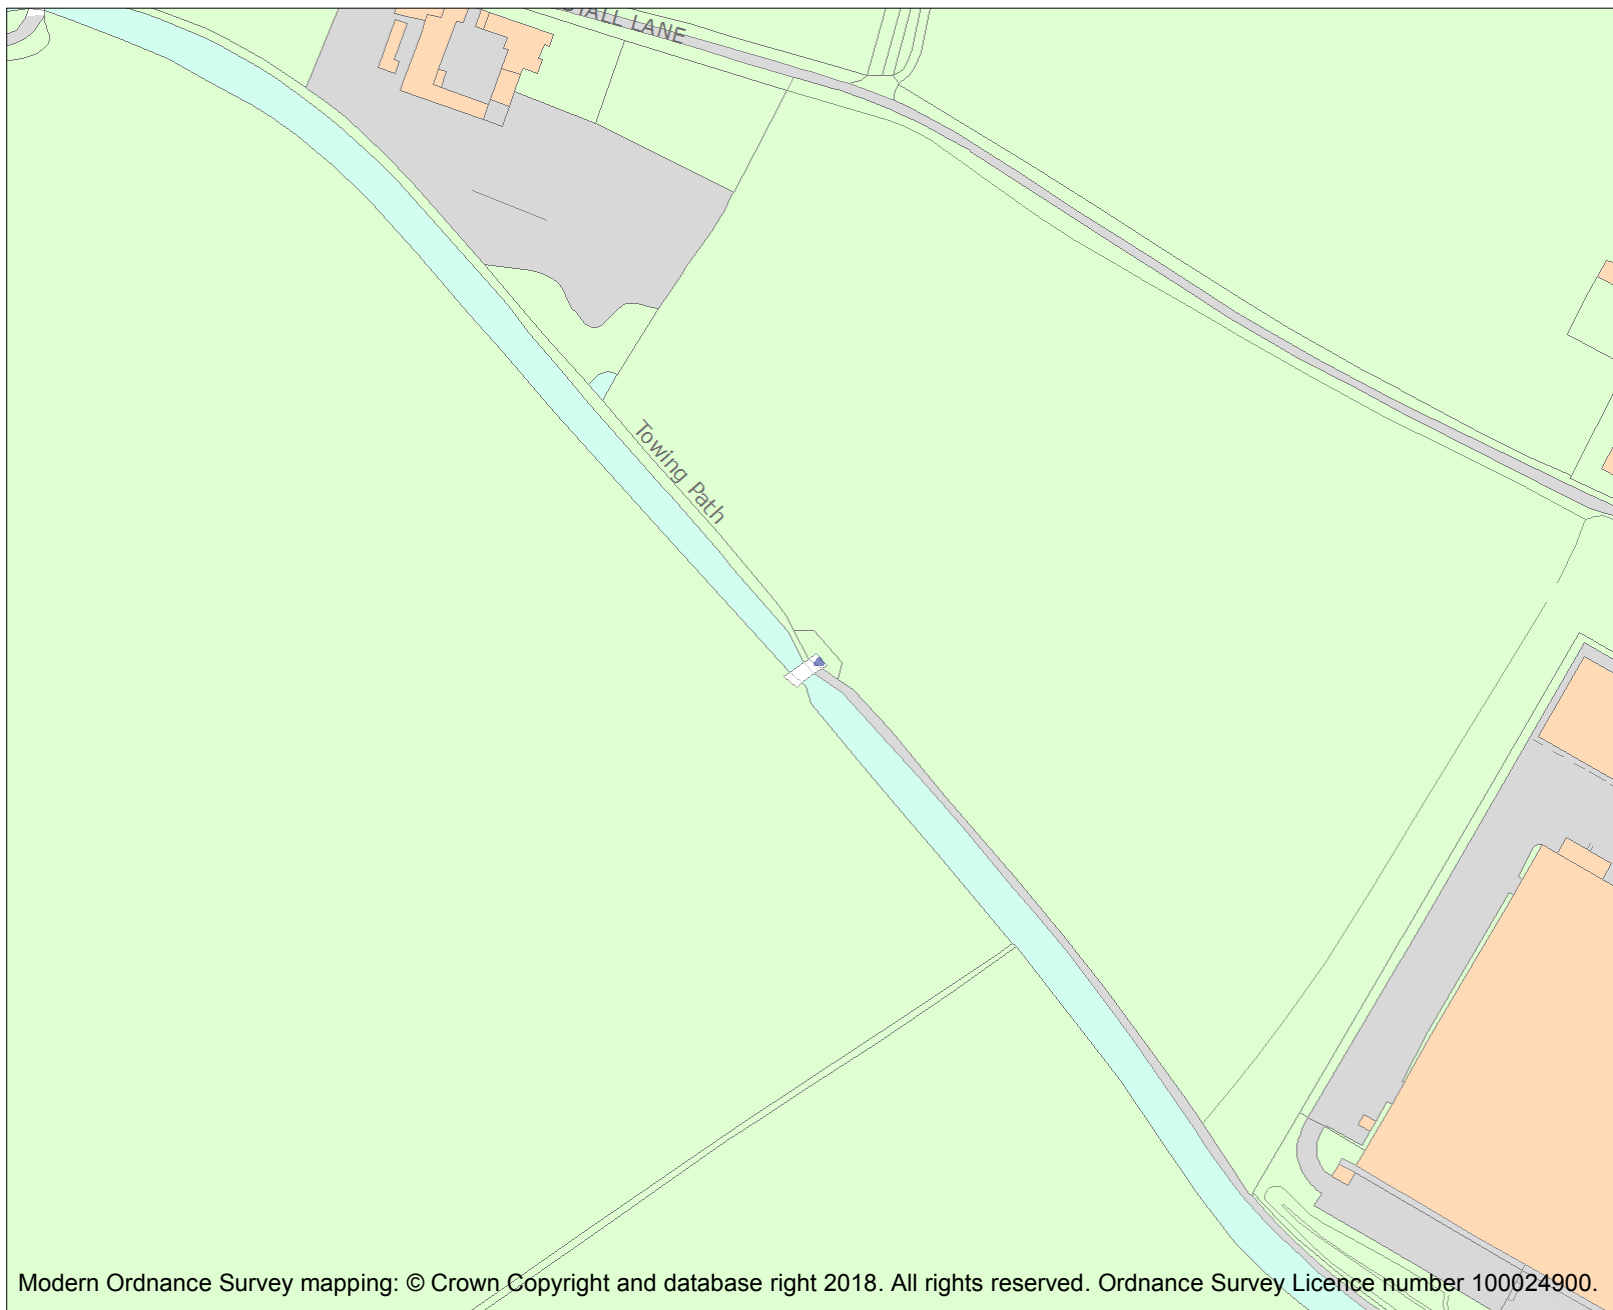 LANE
Towing Path
Modern Ordnance Survey mapping: © Crown Copyright and database right 2018. All rights reserved. Ordnance Survey Licence number 100024900.